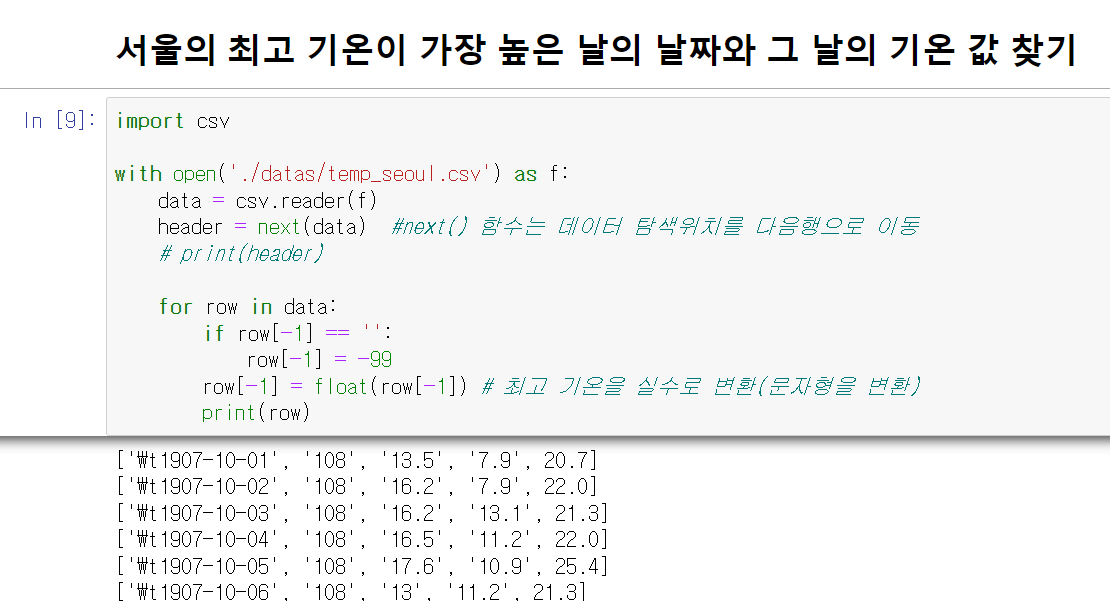 서울의 최고 기온이 가장 높은 날의 날짜와 그 날의 기온 값 찾기
In [9]:
import csv
with open('./datas/temp_seoul.csv') as f:
data = csv.reader(f)
header = next(data) #next() 함수는 데이터 탐색위치를 다음행으로 이동
# print(header)
for row in data:
if row[-1] == '':
row[-1] = -99
row[-1] = float(row[-1]) # 최고 기온을 실수로 변환(문자형을 변환)
print(row)
['₩t1907-10-01', '108', '13.5', '7.9', 20.7]
['₩t1907-10-02', '108', '16.2', '7.9', 22.0]
['₩t1907-10-03', '108', '16.2', '13.1', 21.3]
['₩t1907-10-04', '108', '16.5', '11.2', 22.0]
['₩t1907-10-05', '108', '17.6', '10.9', 25.4]
['₩t1907-10-06', '108', '13', '11.2', 21.3]